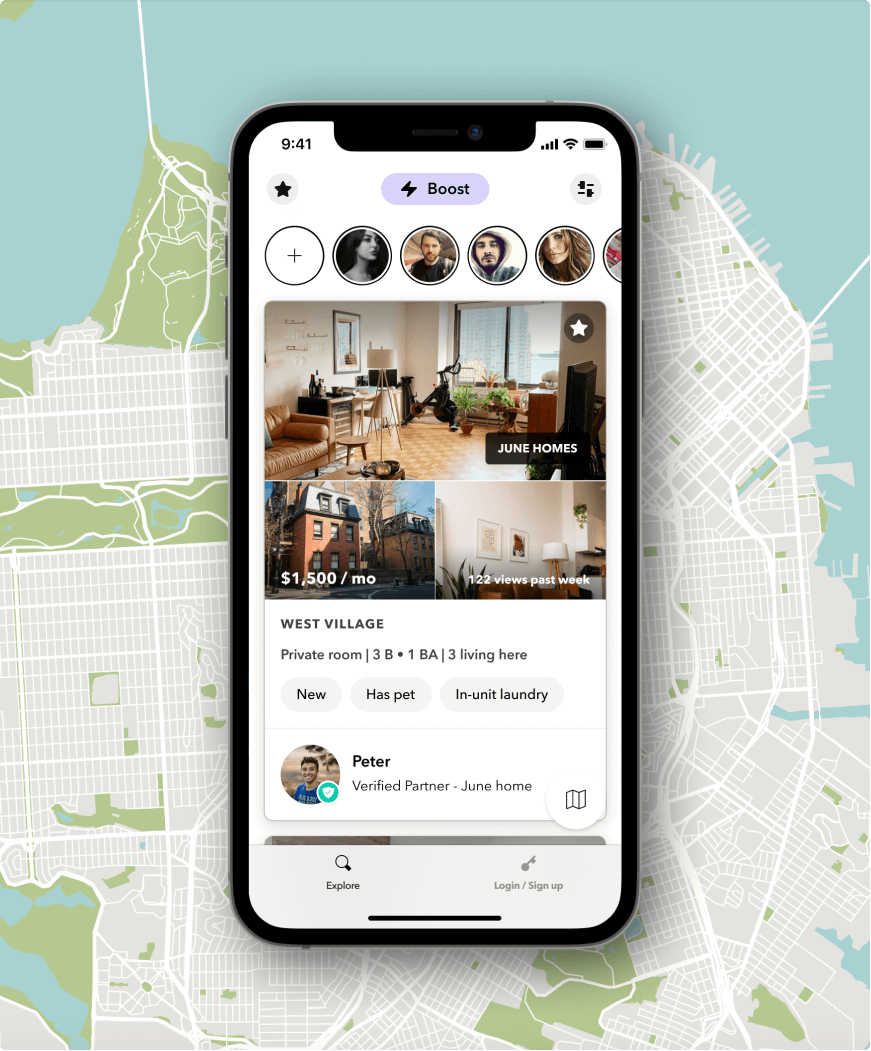 9:41
Boost
JUNE HOMES
$1,500 / mo
122 views past week
WEST VILLAGE
Private room | 3 B • 1 BA | 3 living here
New
Has pet
In-unit laundry
Peter
Verified Partner - June home
Explore
Login / Sign up